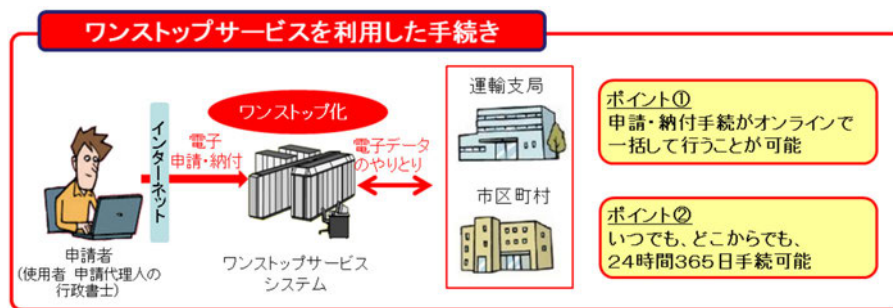 ワンストップサービスを利用した手続き
ワンストップ化
インターネット
電子
申請・納付
電子データ
のやりとり
申請者
(使用者 申請代理人の
行政書士)
ワンストップサービス
システム
運輸支局
市区町村
ポイント①
申請・納付手続がオンラインで
一括して行うことが可能
ポイント②
いつでも、どこからでも、
24時間365日手続可能